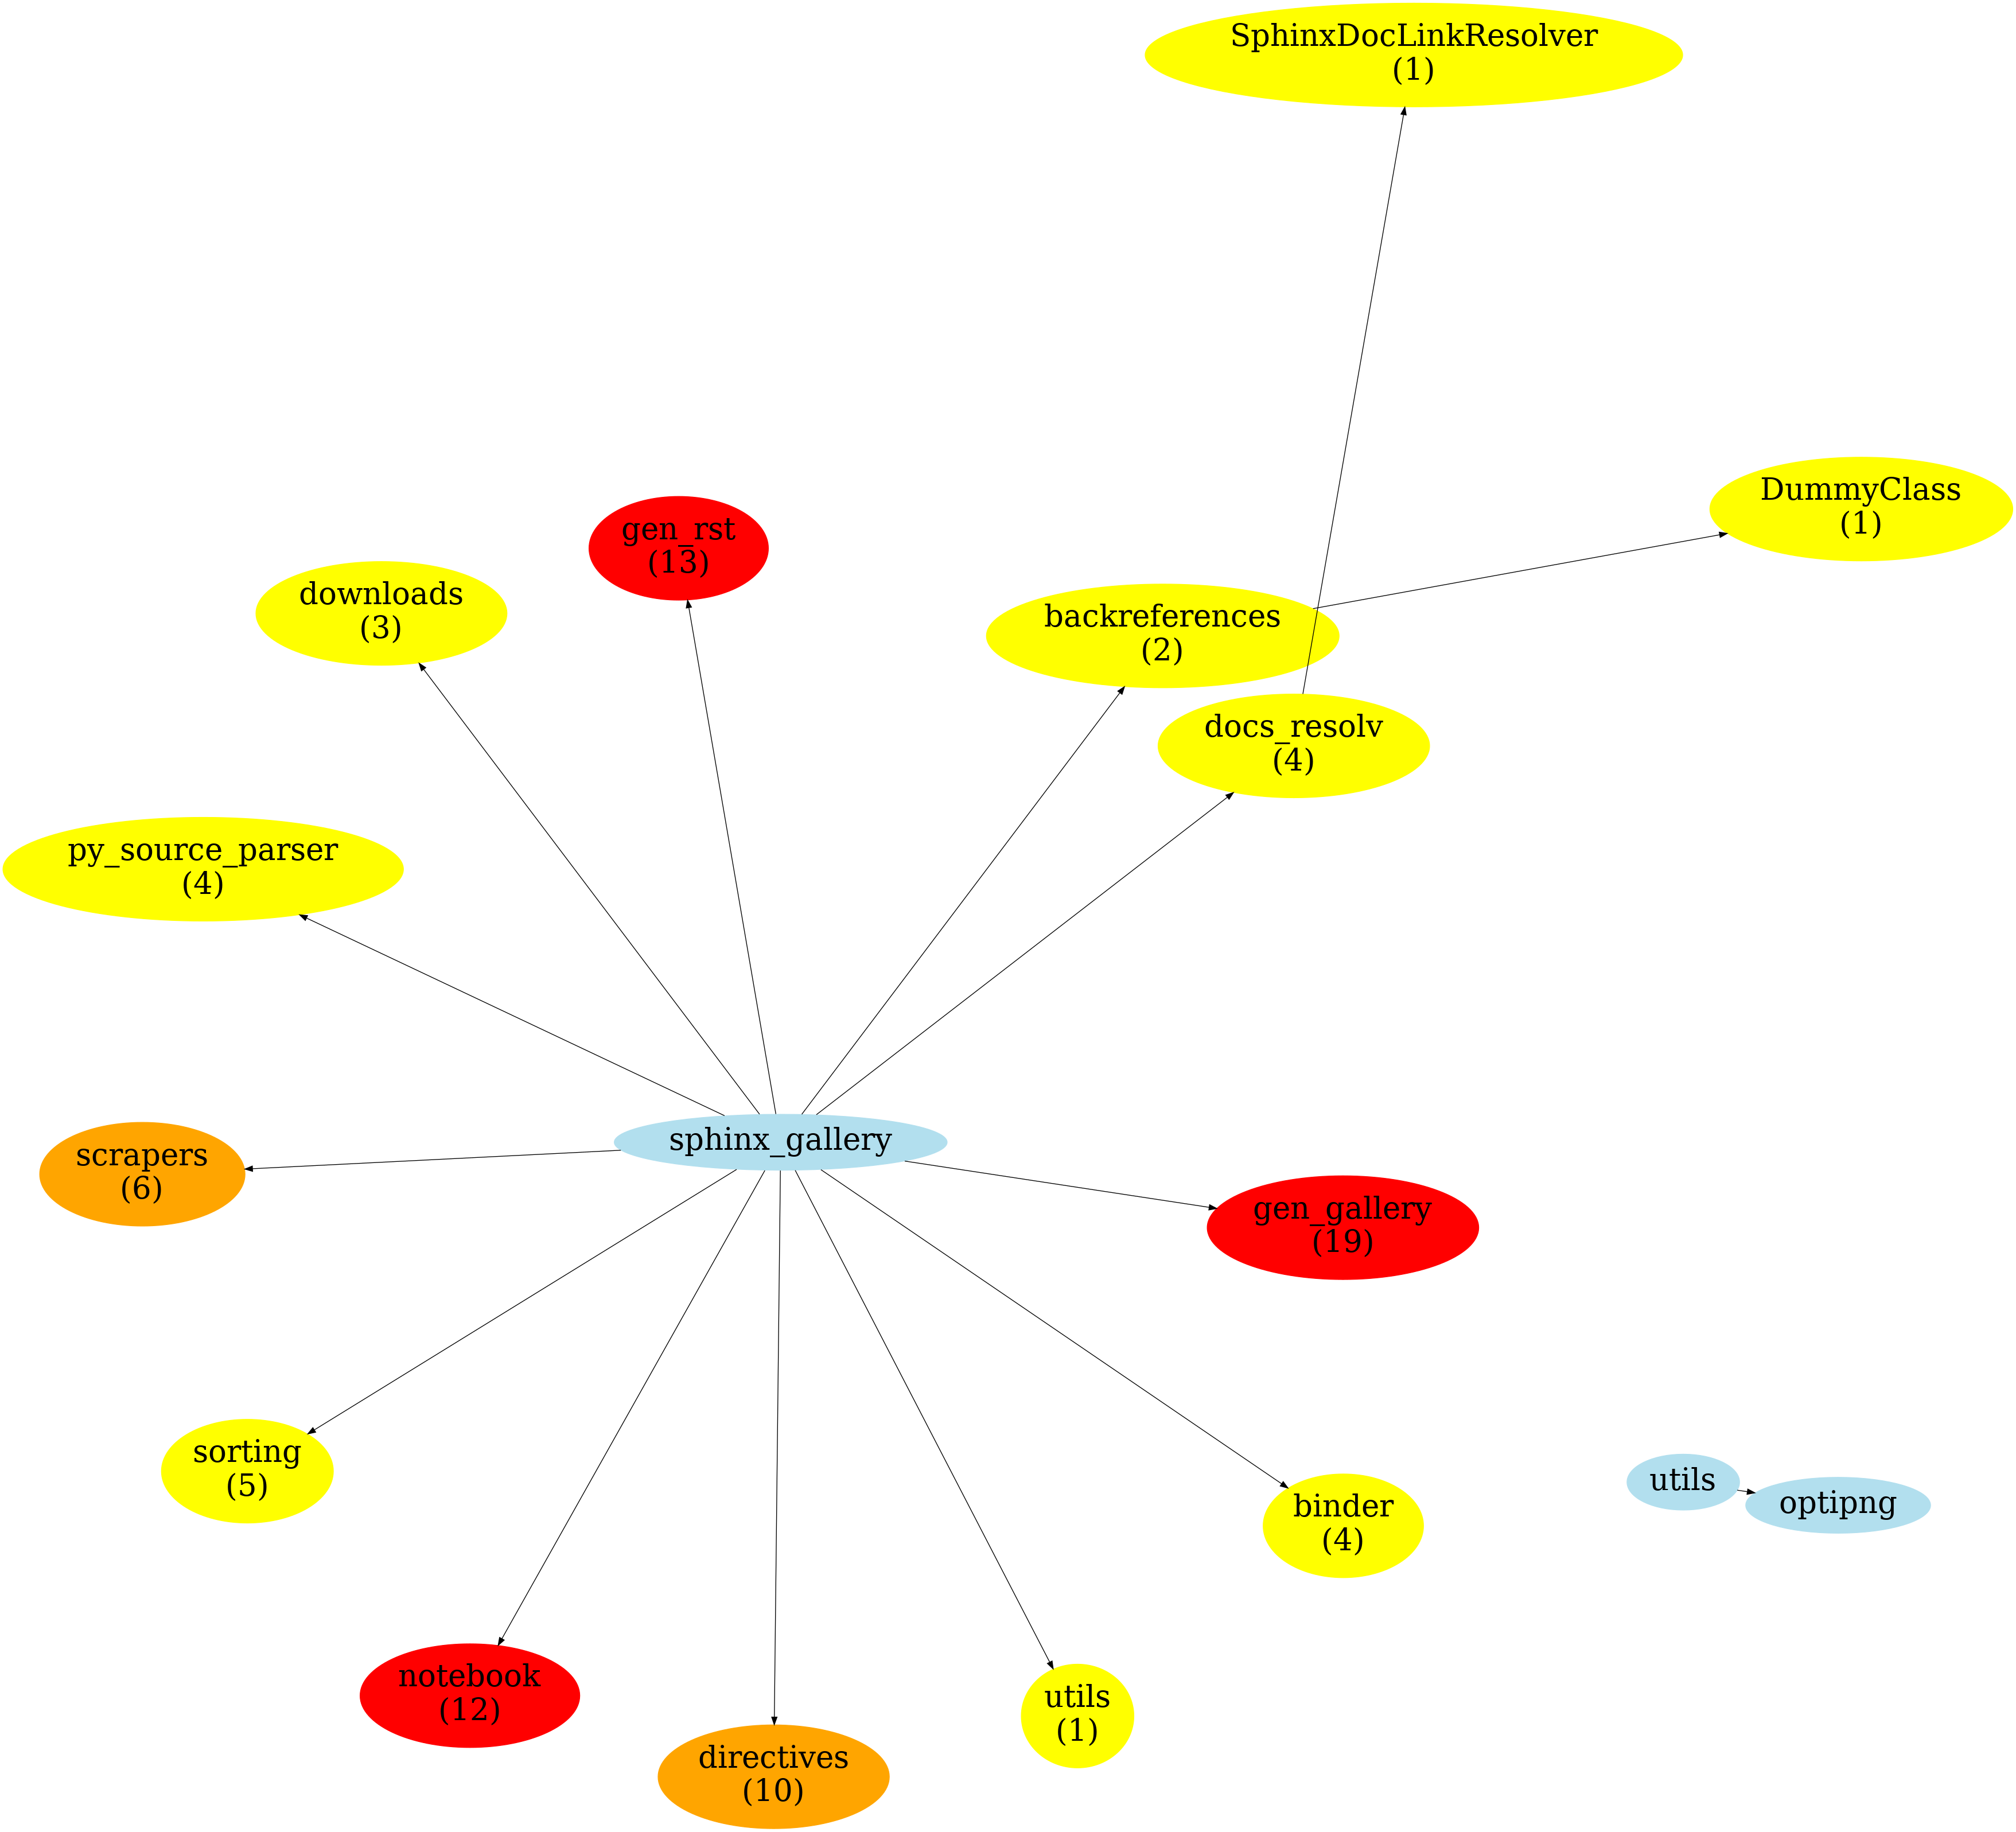 SphinxDocLinkResolver
(1)
DummyClass
(1)
gen_rst
(13)
downloads
(3)
backreferences
(2)
docs_resolv
(4)
py_source_parser
(4)
sphinx_gallery
scrapers
(6)
gen_gallery
(19)
sorting
(5)
utils
optipng
binder
(4)
notebook
(12)
utils
(1)
directives
(10)